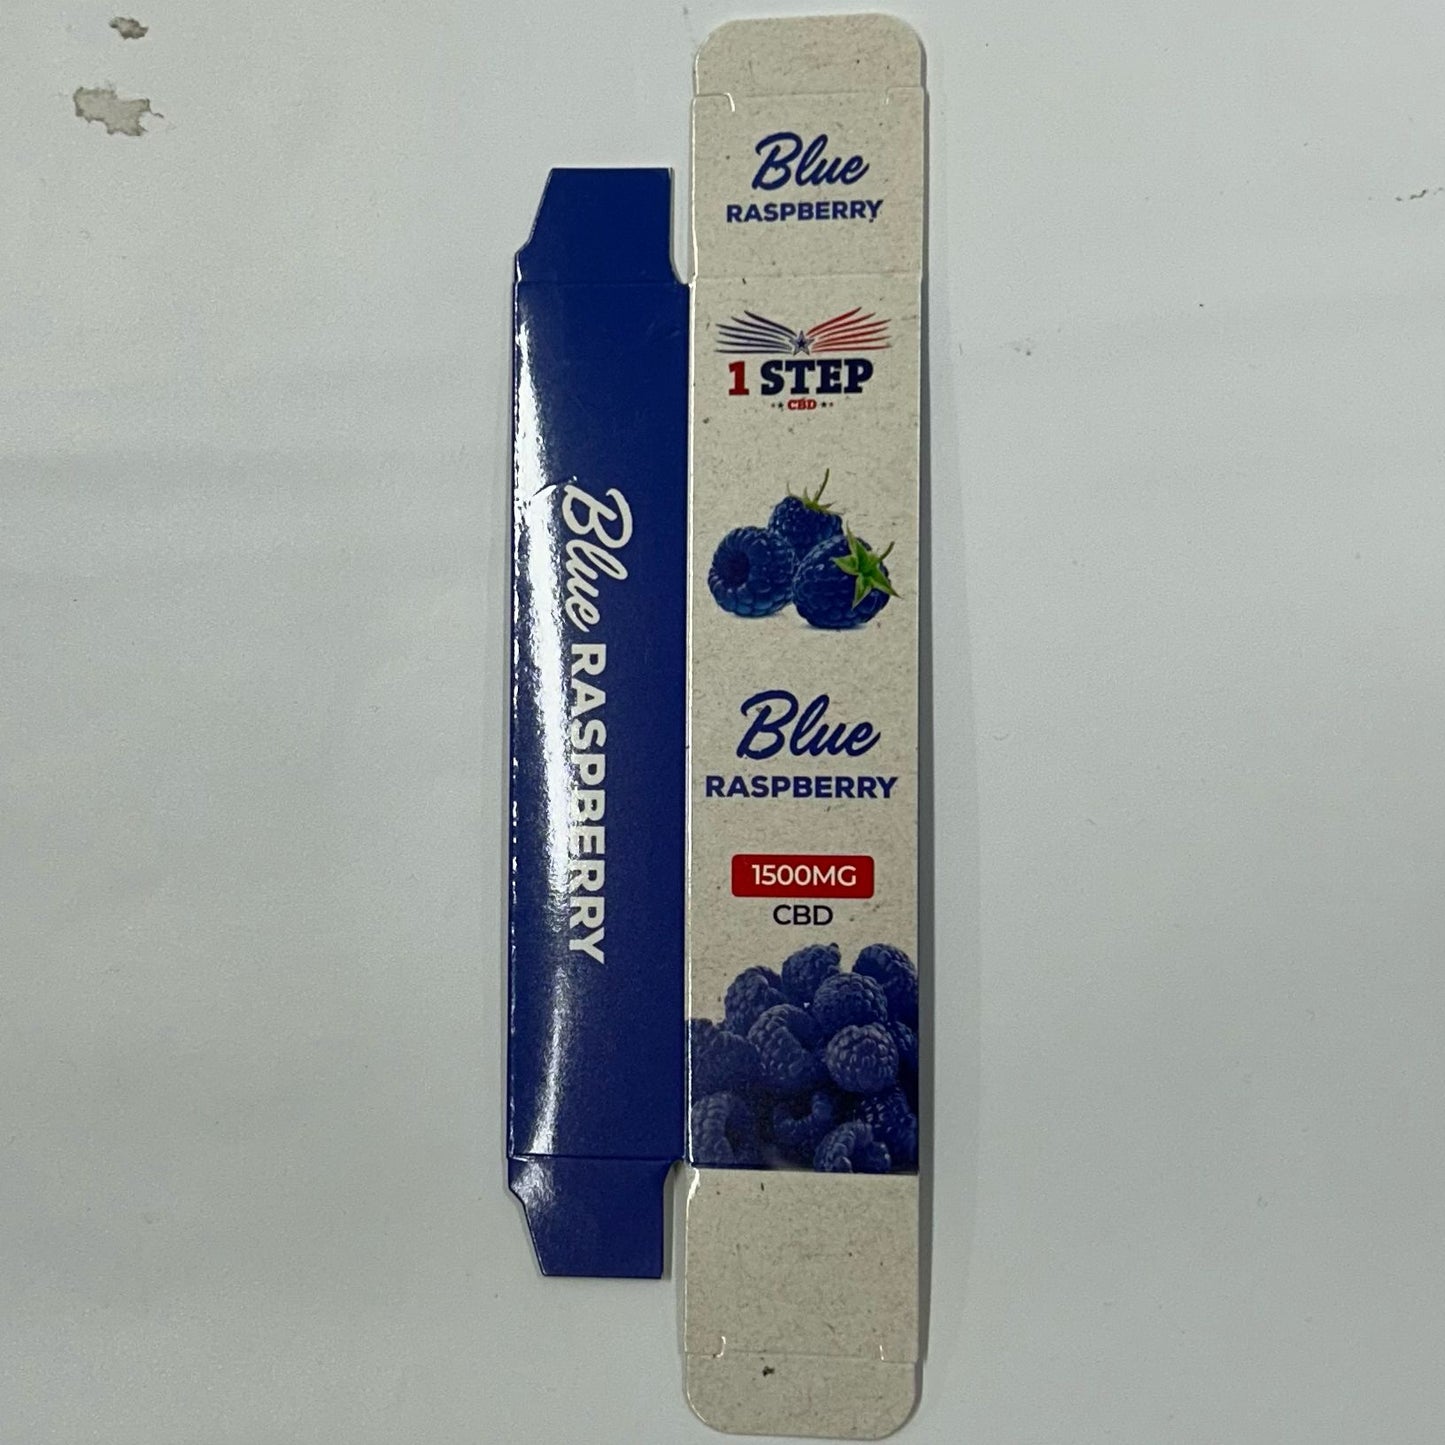 Blue
RASPBERRY
1 STEP
CBD
Blue
RASPBERRY
1500MG
CBD
Blue RASPBERRY